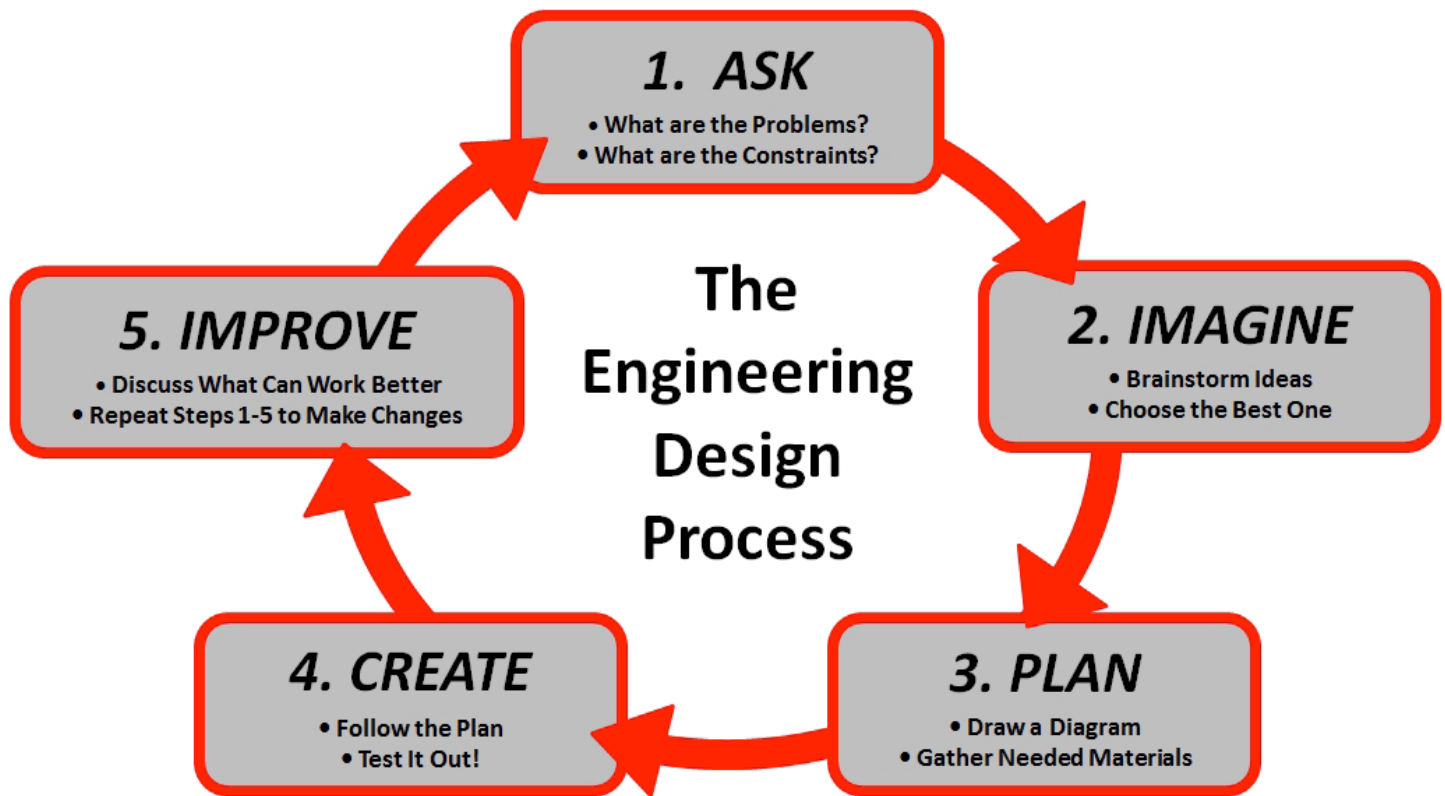 1. ASK
• What are the Problems?
• What are the Constraints?
The
Engineering
Design
Process
2. IMAGINE
• Brainstorm Ideas
• Choose the Best One
3. PLAN
• Draw a Diagram
• Gather Needed Materials
4. CREATE
• Follow the Plan
• Test It Out!
5. IMPROVE
• Discuss What Can Work Better
• Repeat Steps 1-5 to Make Changes